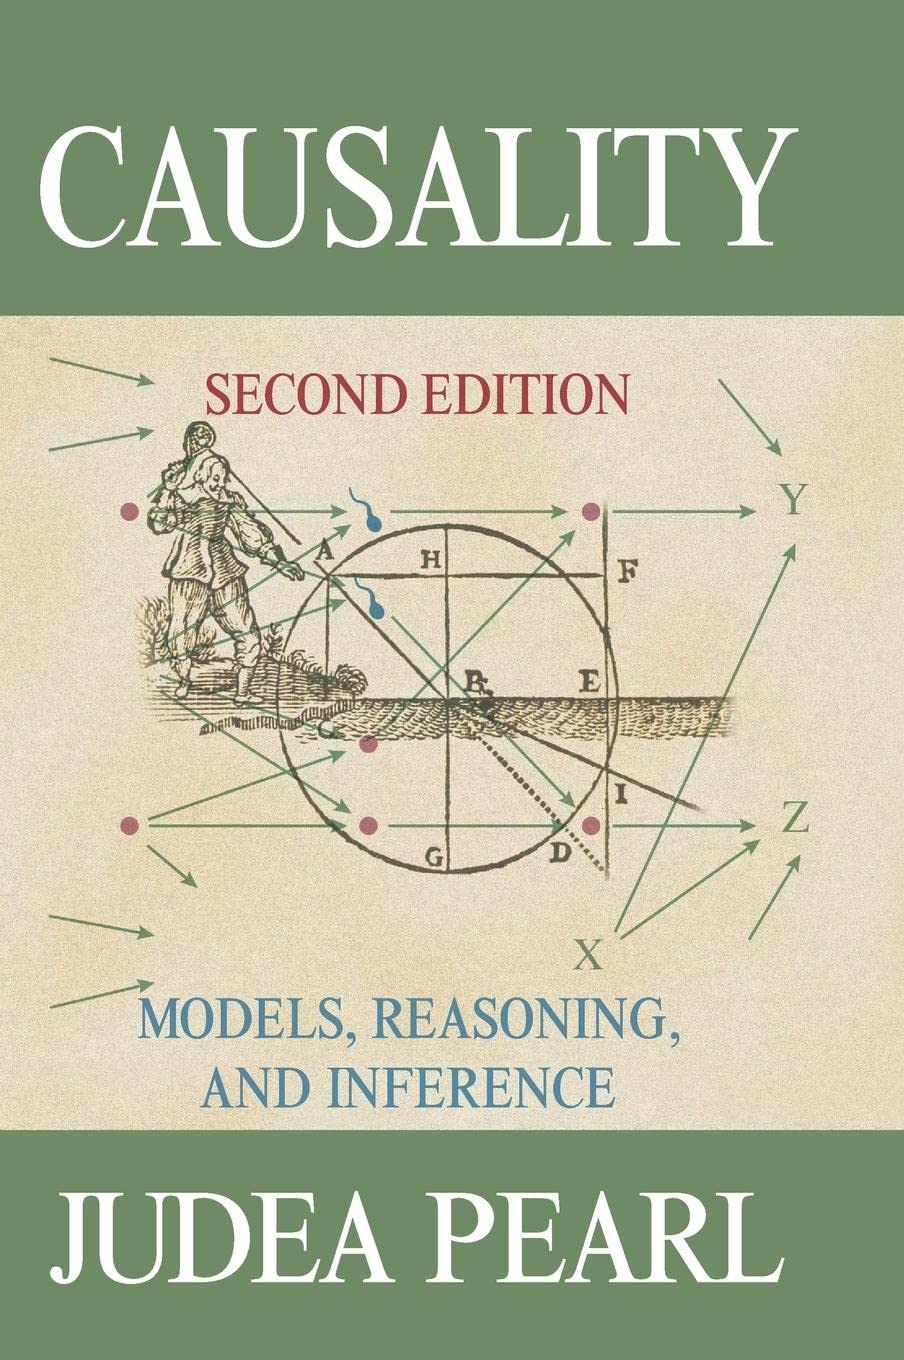 CAUSALITY
SECOND EDITION
Y
A
H
F
B
E
C
I
G
D
Z
X
MODELS, REASONING,
AND INFERENCE
JUDEA PEARL